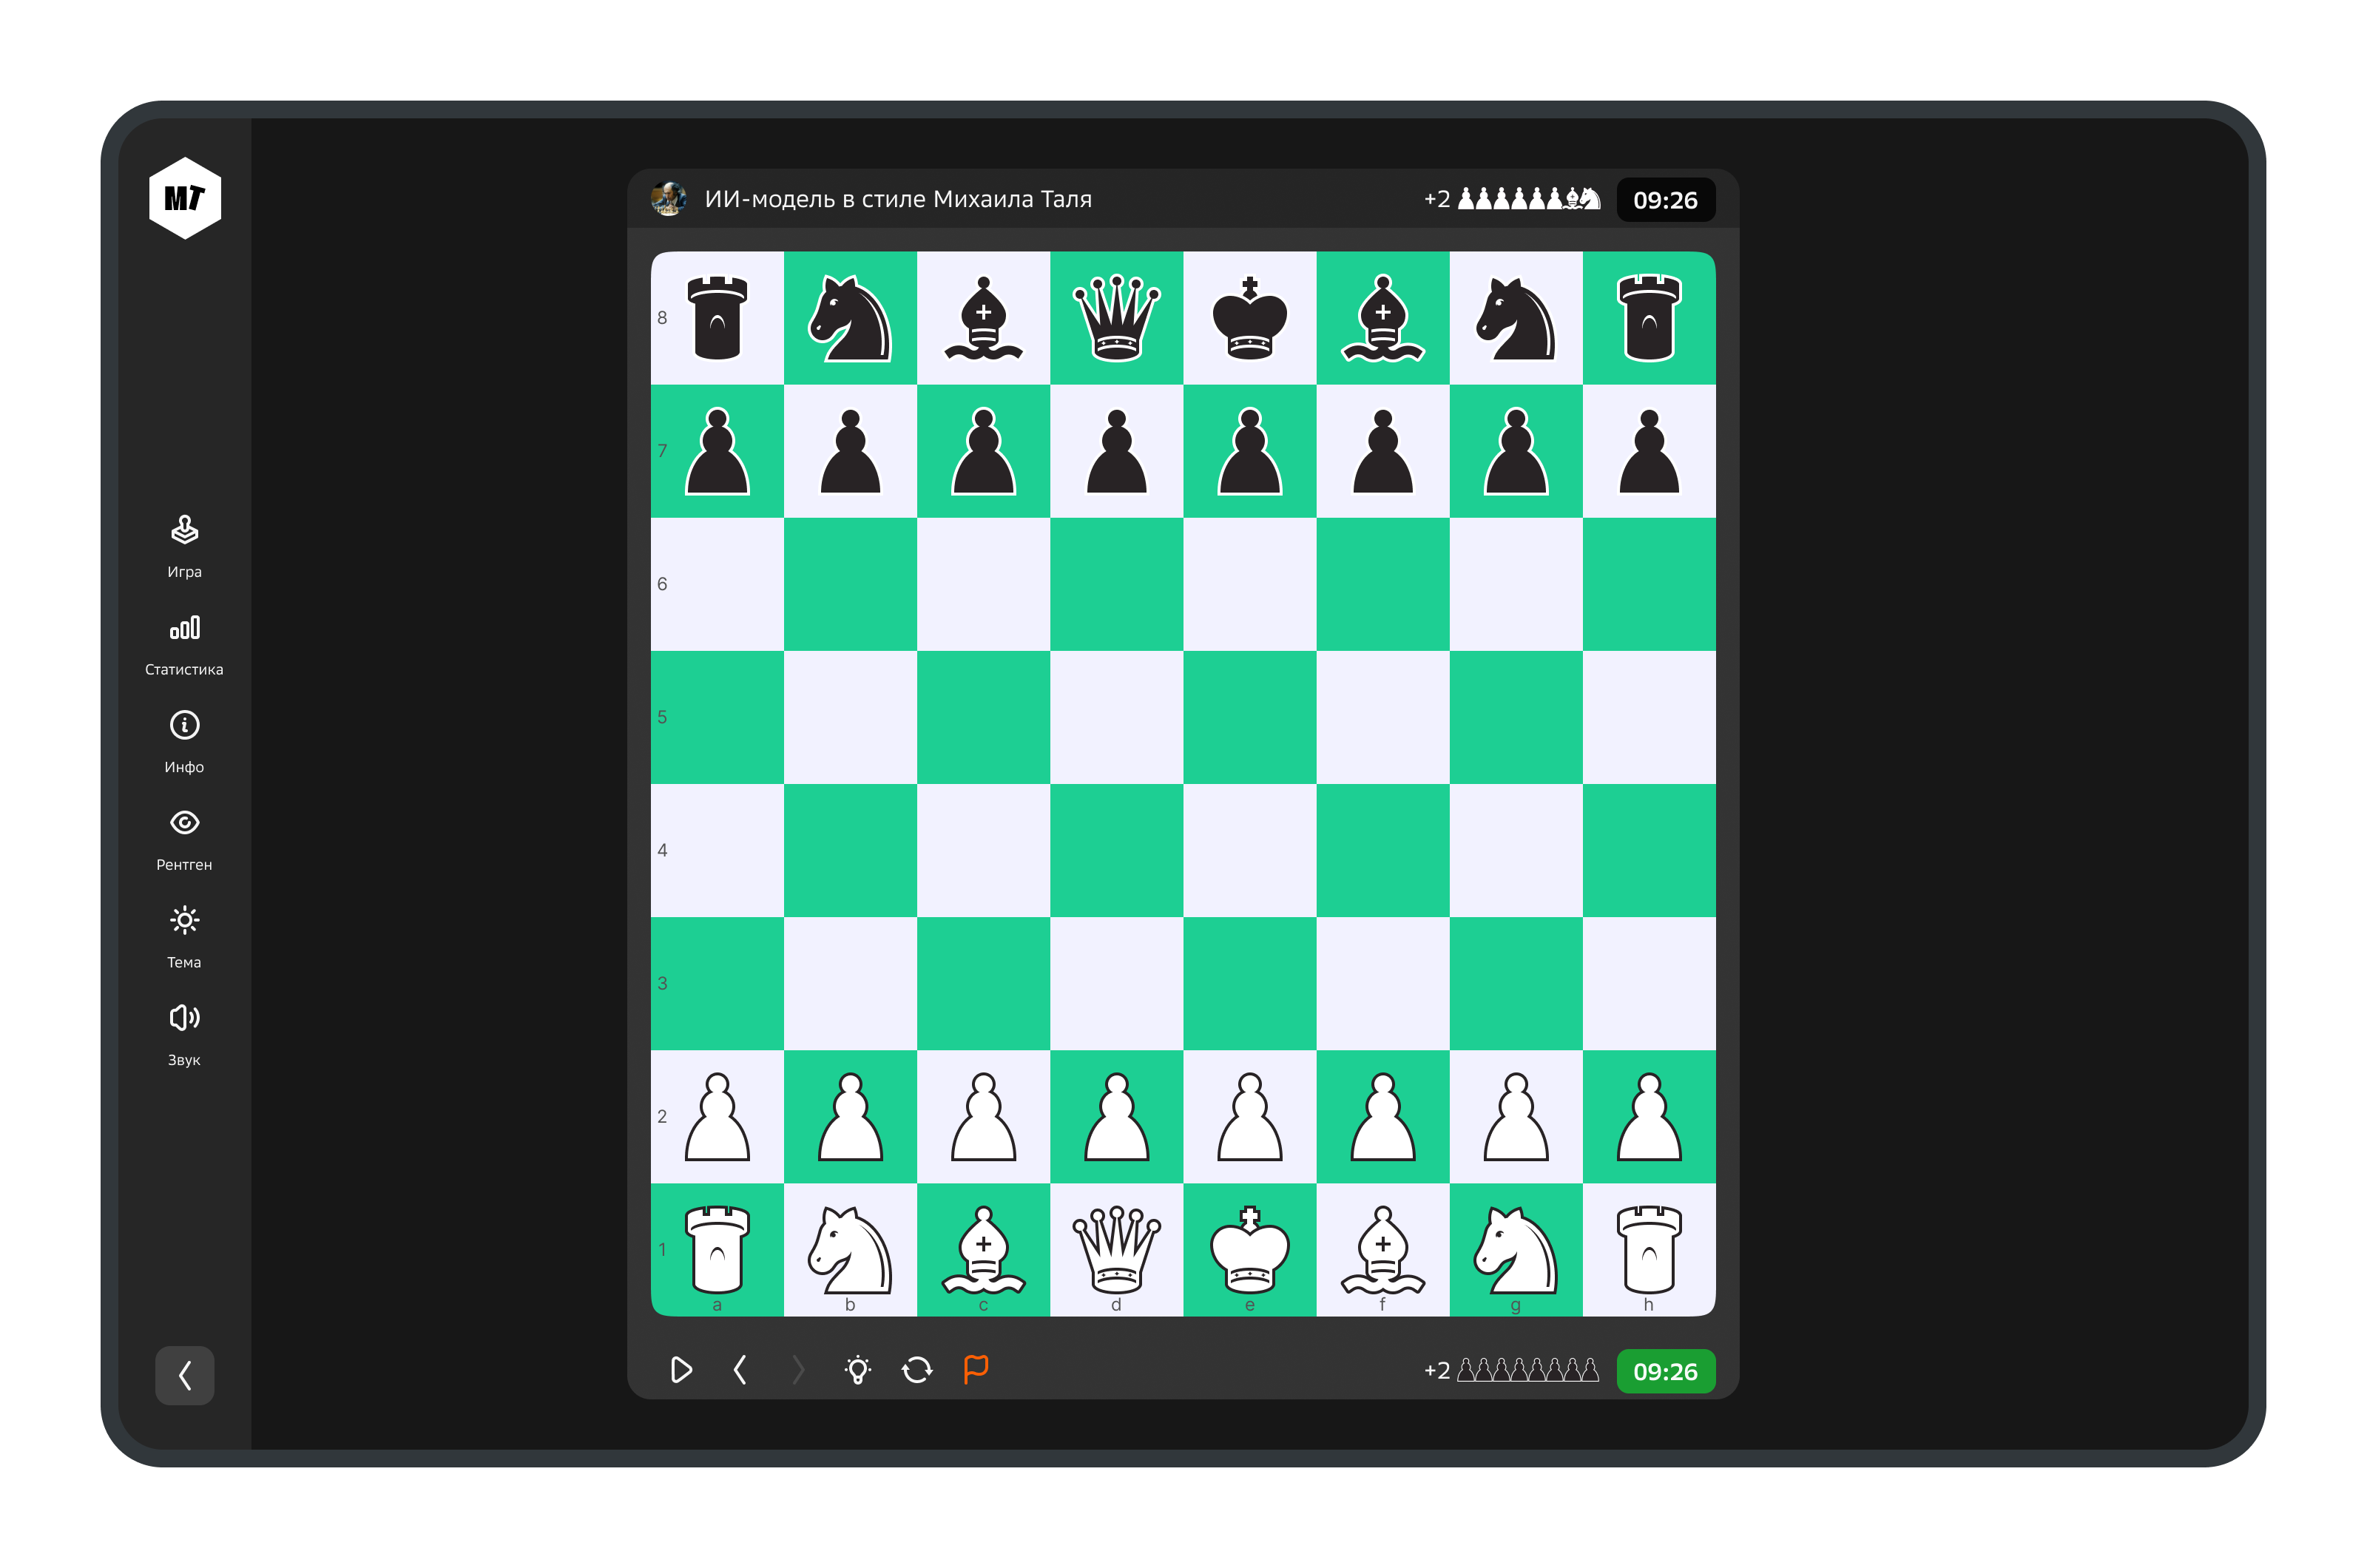 МТ
Игра
Статистика
Инфо
Рентген
Тема
Звук
ИИ-модель в стиле Михаила Таля
+2
09:26
8
7
6
5
4
3
2
1
a b c d e f g h
+2
09:26